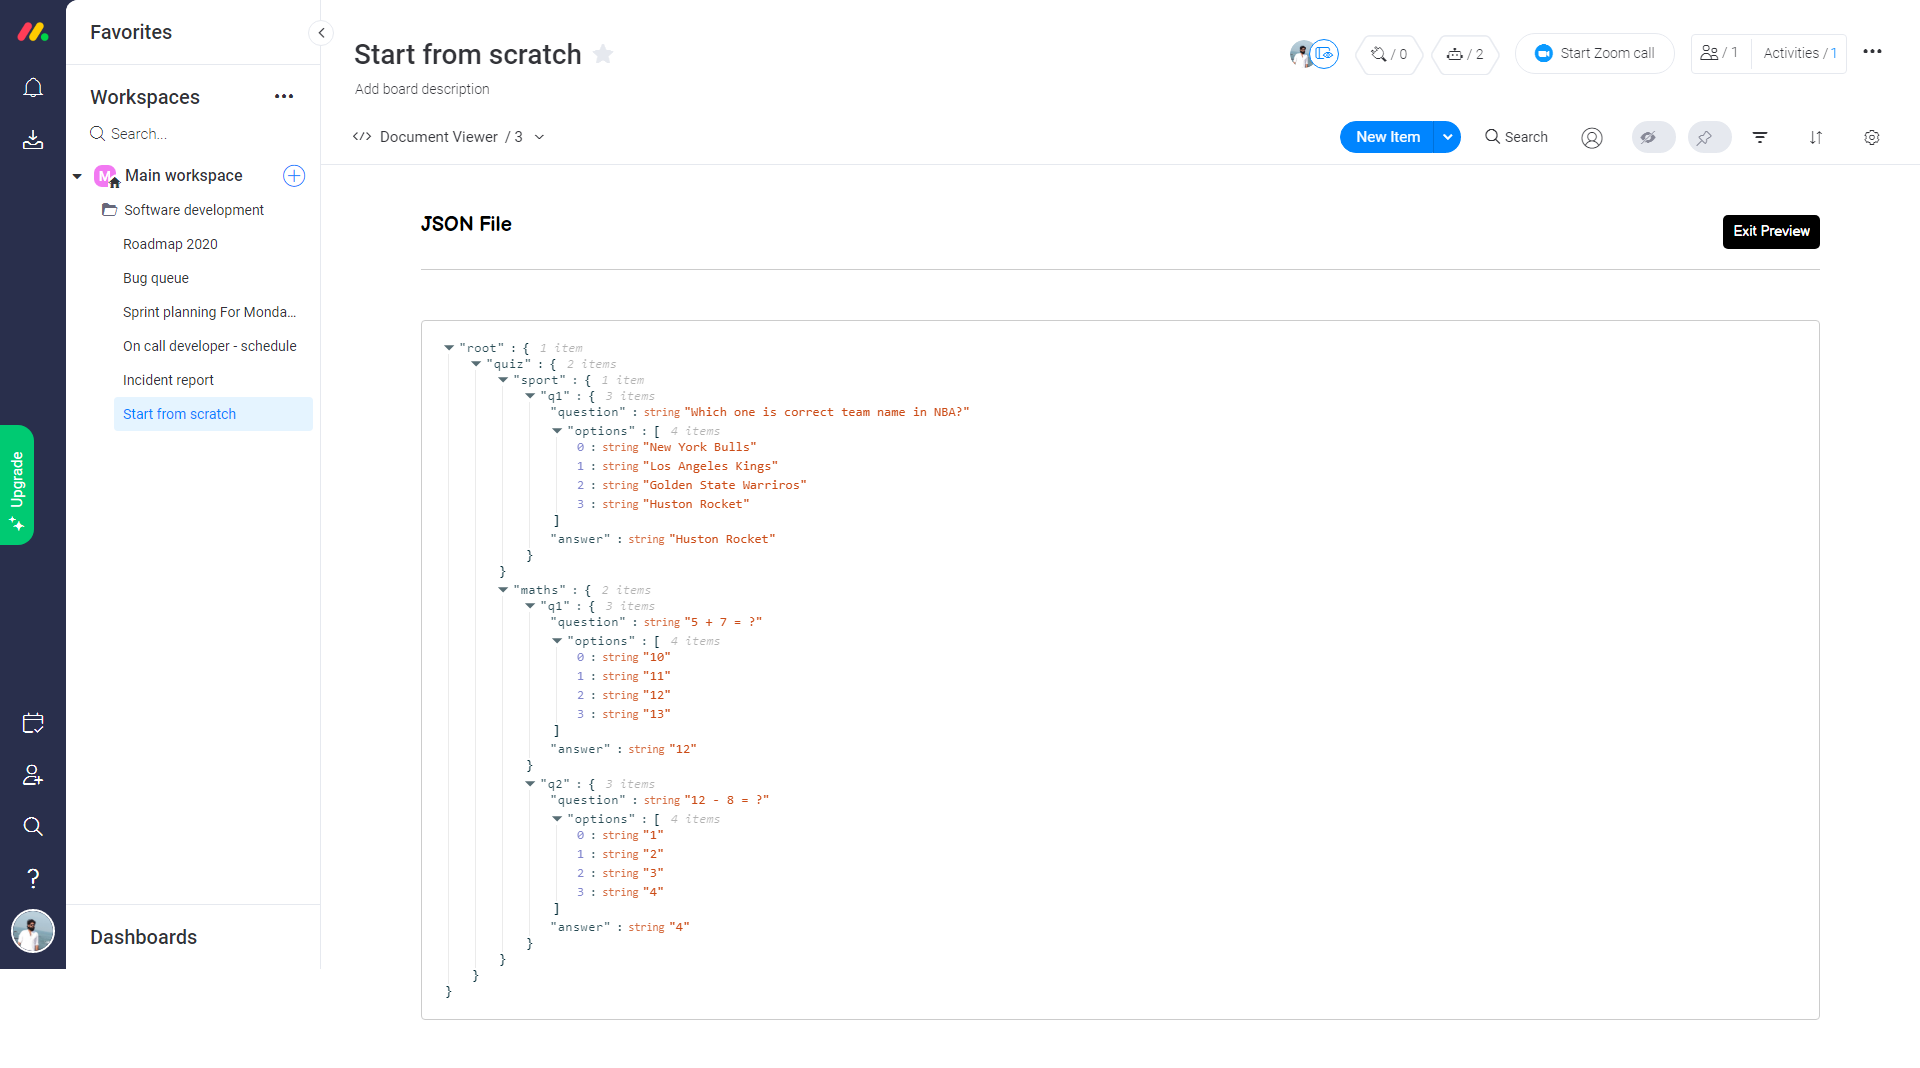 Favorites
Workspaces
Search...
M
Main workspace
Software development
Roadmap 2020
Bug queue
Sprint planning For Monda...
On call developer - schedule
Incident report
Start from scratch
Upgrade
?
Dashboards
Start from scratch
Add board description
/ 0
/ 2
Start Zoom call
/ 1
Activities / 1
</> Document Viewer / 3
New Item
Search
JSON File
Exit Preview
"root" : { 1 item
"quiz" : { 2 items
"sport" : { 1 item
"q1" : { 3 items
"question" : string "Which one is correct team name in NBA?"
"options" : [ 4 items
0 : string "New York Bulls"
1 : string "Los Angeles Kings"
2 : string "Golden State Warriros"
3 : string "Huston Rocket"
]
"answer" : string "Huston Rocket"
}
}
"maths" : { 2 items
"q1" : { 3 items
"question" : string "5 + 7 = ?"
"options" : [ 4 items
0 : string "10"
1 : string "11"
2 : string "12"
3 : string "13"
]
"answer" : string "12"
}
"q2" : { 3 items
"question" : string "12 - 8 = ?"
"options" : [ 4 items
0 : string "1"
1 : string "2"
2 : string "3"
3 : string "4"
]
"answer" : string "4"
}
}
}
}